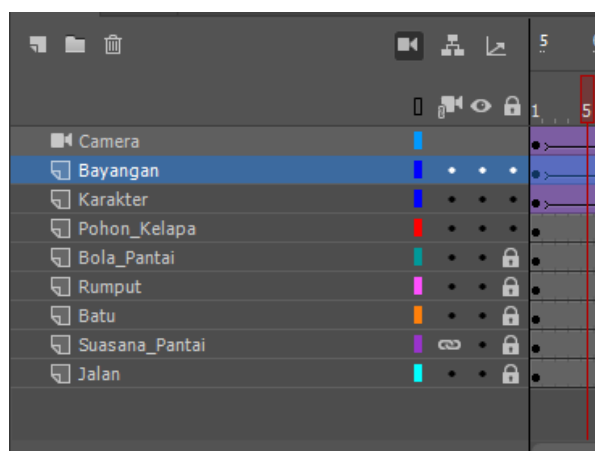 5
1 5
Camera
Bayangan
Karakter
Pohon_Kelapa
Bola_Pantai
Rumput
Batu
Suasana_Pantai
Jalan